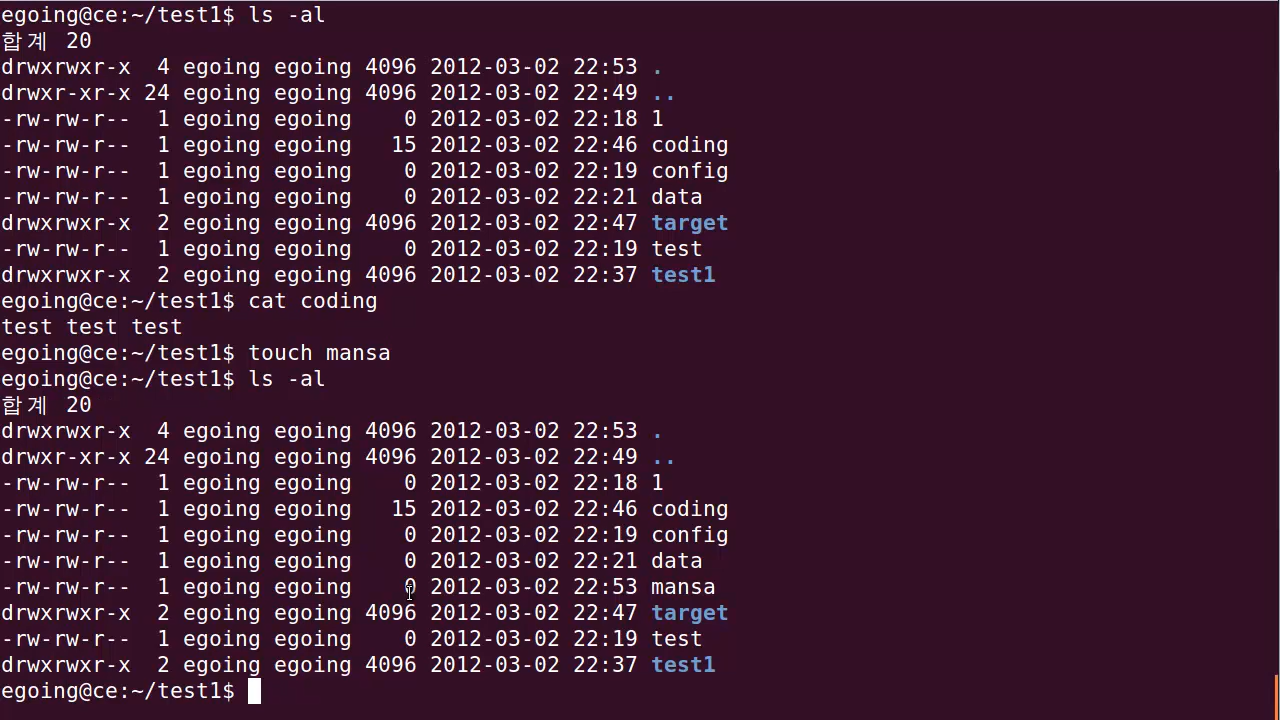 egoing@ce:~/test1$ ls -al
합계 20
drwxrwxr-x  4 egoing egoing 4096 2012-03-02 22:53 .
drwxr-xr-x 24 egoing egoing 4096 2012-03-02 22:49 ..
-rw-rw-r--  1 egoing egoing    0 2012-03-02 22:18 1
-rw-rw-r--  1 egoing egoing   15 2012-03-02 22:46 coding
-rw-rw-r--  1 egoing egoing    0 2012-03-02 22:19 config
-rw-rw-r--  1 egoing egoing    0 2012-03-02 22:21 data
drwxrwxr-x  2 egoing egoing 4096 2012-03-02 22:47 target
-rw-rw-r--  1 egoing egoing    0 2012-03-02 22:19 test
drwxrwxr-x  2 egoing egoing 4096 2012-03-02 22:37 test1
egoing@ce:~/test1$ cat coding
test test test
egoing@ce:~/test1$ touch mansa
egoing@ce:~/test1$ ls -al
합계 20
drwxrwxr-x  4 egoing egoing 4096 2012-03-02 22:53 .
drwxr-xr-x 24 egoing egoing 4096 2012-03-02 22:49 ..
-rw-rw-r--  1 egoing egoing    0 2012-03-02 22:18 1
-rw-rw-r--  1 egoing egoing   15 2012-03-02 22:46 coding
-rw-rw-r--  1 egoing egoing    0 2012-03-02 22:19 config
-rw-rw-r--  1 egoing egoing    0 2012-03-02 22:21 data
-rw-rw-r--  1 egoing egoing    0 2012-03-02 22:53 mansa
drwxrwxr-x  2 egoing egoing 4096 2012-03-02 22:47 target
-rw-rw-r--  1 egoing egoing    0 2012-03-02 22:19 test
drwxrwxr-x  2 egoing egoing 4096 2012-03-02 22:37 test1
egoing@ce:~/test1$